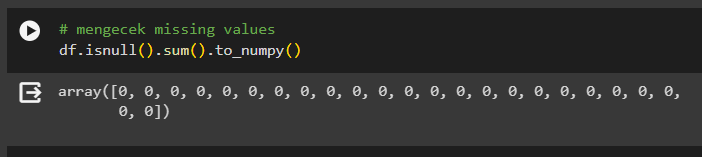 # mengecek missing values
df.isnull().sum().to_numpy()
array([0, 0, 0, 0, 0, 0, 0, 0, 0, 0, 0, 0, 0, 0, 0, 0, 0, 0, 0, 0, 0, 0,
0, 0])